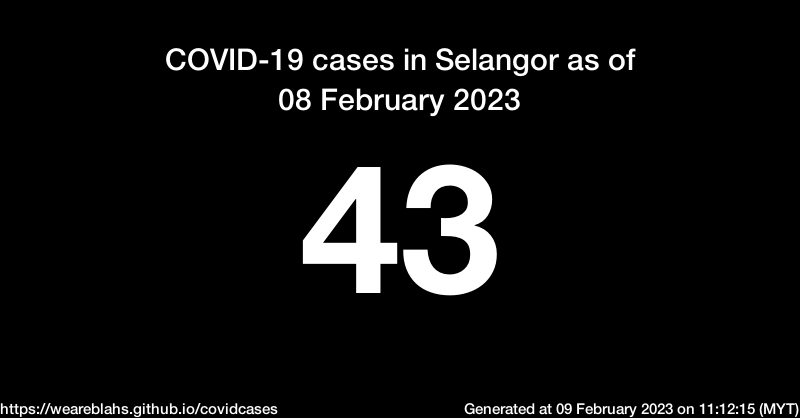 COVID-19 cases in Selangor as of
08 February 2023
43
https://weareblahs.github.io/covidcases
Generated at 09 February 2023 on 11:12:15 (MYT)